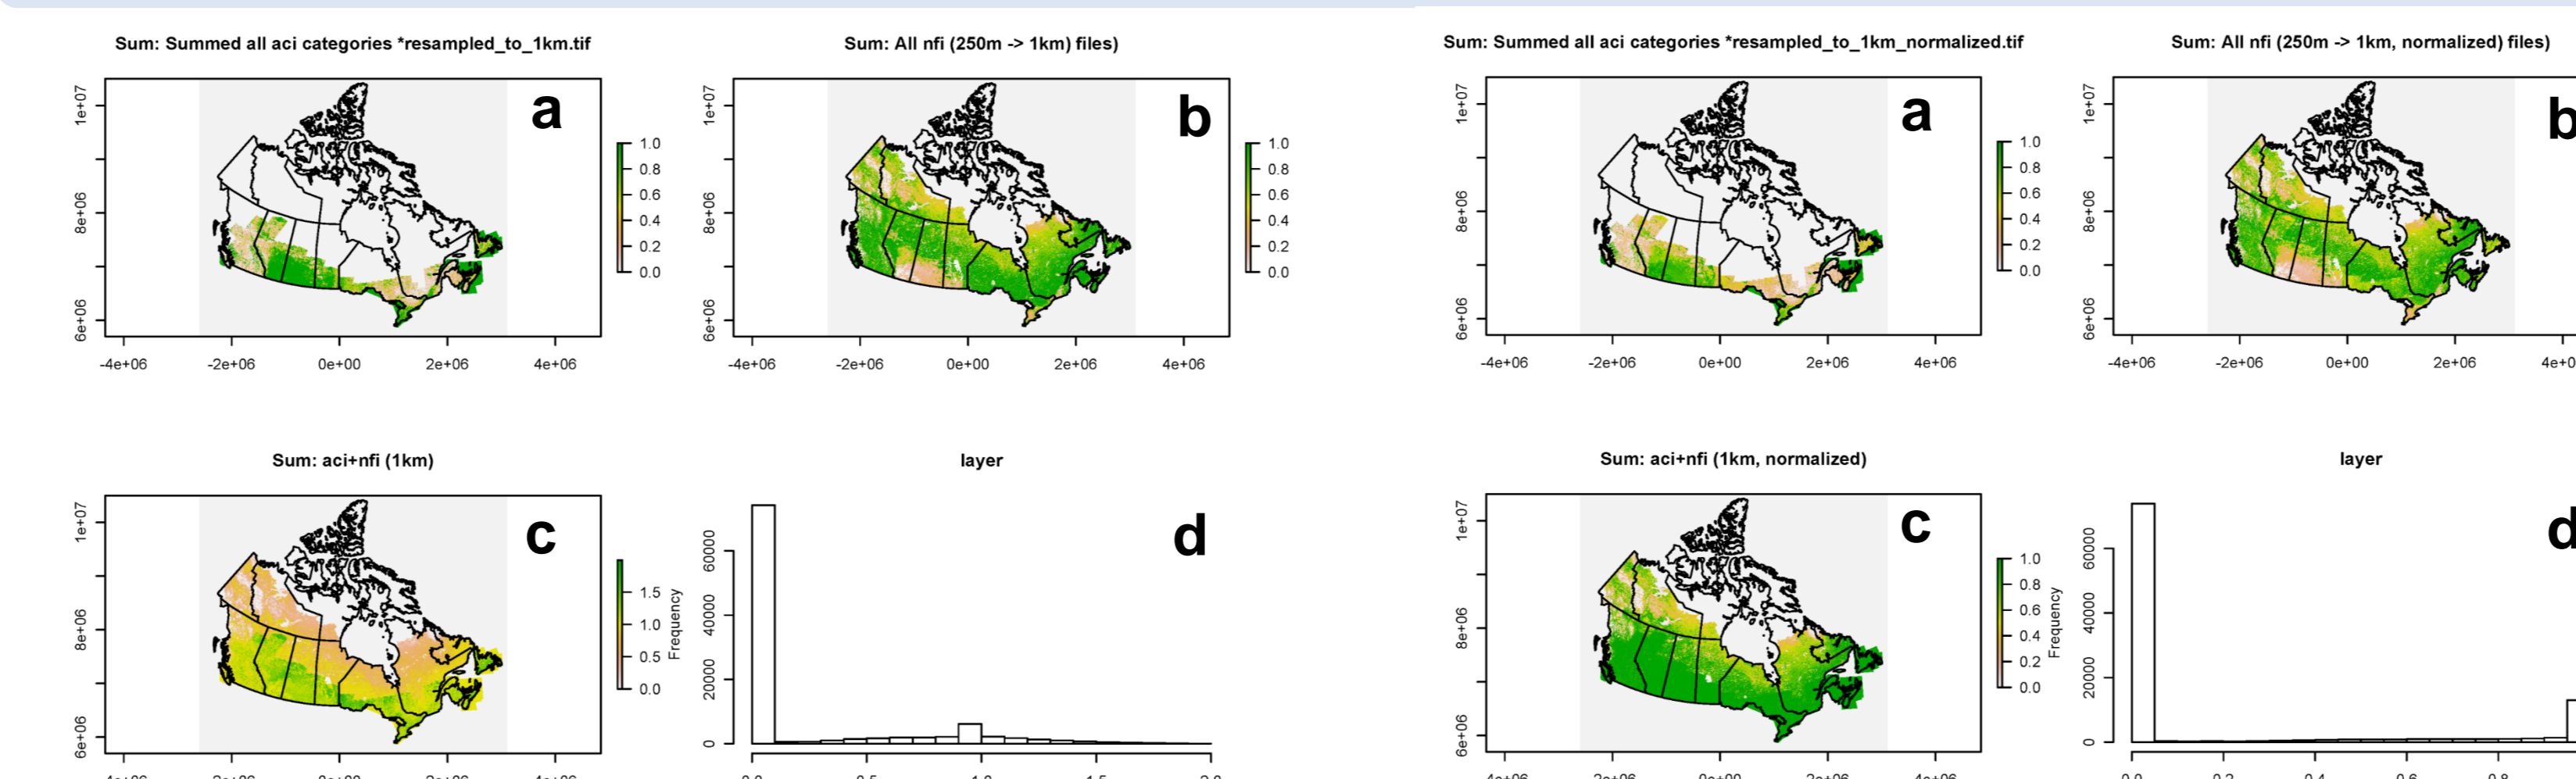 Sum: Summed all aci categories *resampled_to_1km.tif
a
1e+07
8e+06
6e+06
1.0
0.8
0.6
0.4
0.2
0.0
-4e+06 -2e+06 0e+00 2e+06 4e+06
Sum: All nfi (250m -> 1km) files)
b
1e+07
8e+06
6e+06
1.0
0.8
0.6
0.4
0.2
0.0
-4e+06 -2e+06 0e+00 2e+06 4e+06
Sum: Summed all aci categories *resampled_to_1km_normalized.tif
a
1e+07
8e+06
6e+06
1.0
0.8
0.6
0.4
0.2
0.0
-4e+06 -2e+06 0e+00 2e+06 4e+06
Sum: All nfi (250m -> 1km, normalized) files)
b
1e+07
8e+06
6e+06
-4e+06 -2e+06 0e+00 2e+06 4e+0
Sum: aci+nfi (1km)
c
1e+07
8e+06
6e+06
1.5
1.0
0.5
0.0
layer
d
Frequency
60000
40000
20000
0
Sum: aci+nfi (1km, normalized)
c
1e+07
8e+06
6e+06
1.0
0.8
0.6
0.4
0.2
0.0
layer
d
Frequency
60000
40000
20000
0